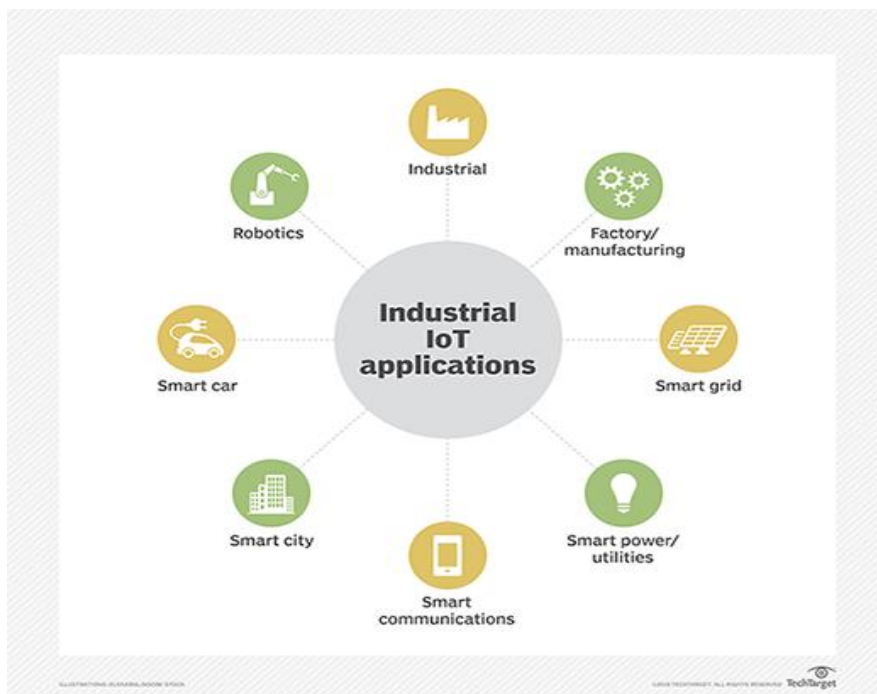 Industrial
Robotics
Factory/
manufacturing
Industrial
IoT
applications
Smart car
Smart grid
Smart city
Smart power/
utilities
Smart
communications
TechTarget